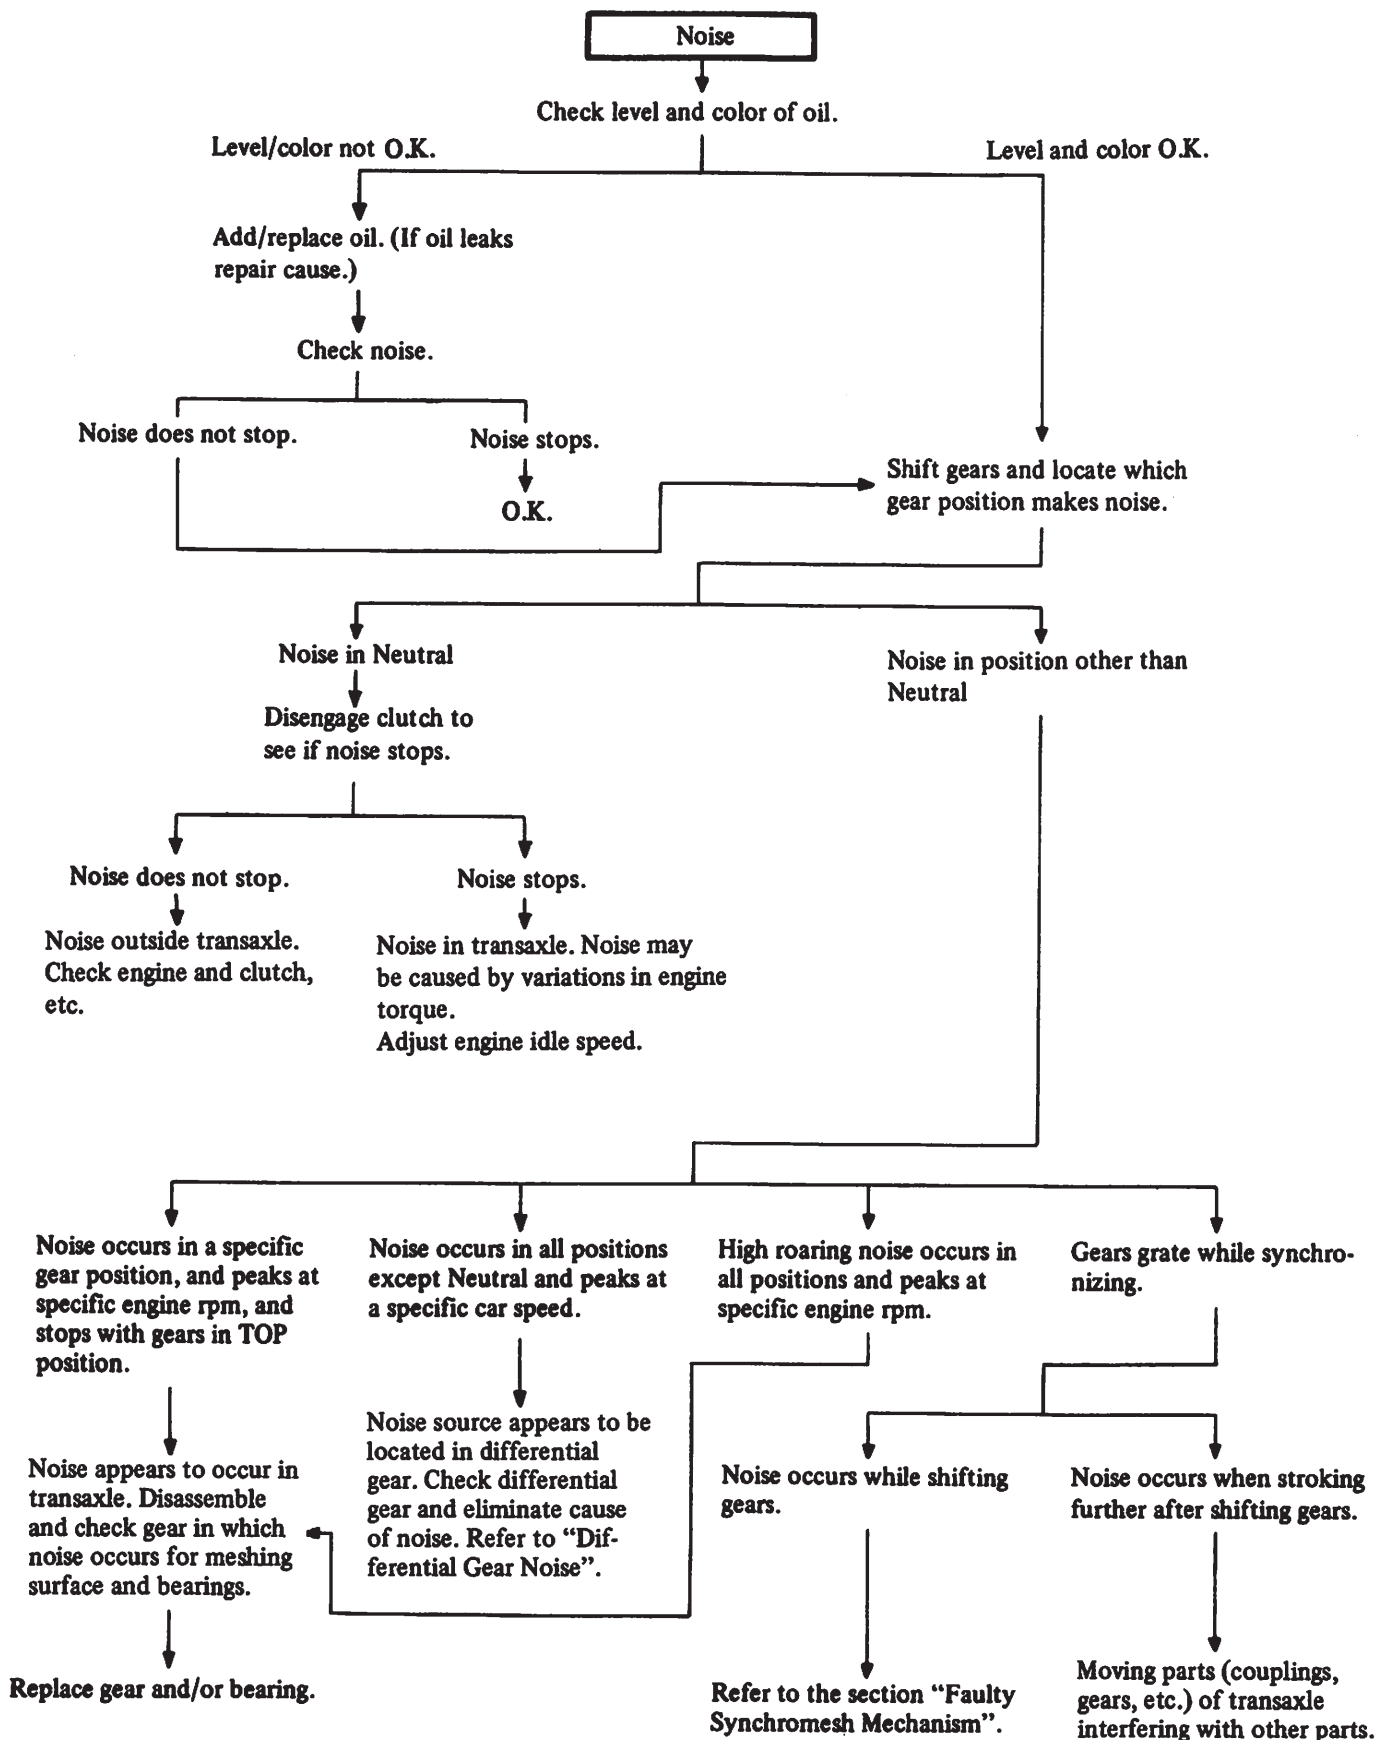 Noise
Check level and color of oil.
Level/color not O.K.
Level and color O.K.
Add/replace oil. (If oil leaks
repair cause.)
Check noise.
Noise does not stop.
Noise stops.
O.K.
Shift gears and locate which
gear position makes noise.
Noise in Neutral
Noise in position other than
Neutral
Disengage clutch to
see if noise stops.
Noise does not stop.
Noise stops.
Noise outside transaxle.
Check engine and clutch,
etc.
Noise in transaxle. Noise may
be caused by variations in engine
torque.
Adjust engine idle speed.
Noise occurs in a specific
gear position, and peaks at
specific engine rpm, and
stops with gears in TOP
position.
Noise occurs in all positions
except Neutral and peaks at
a specific car speed.
High roaring noise occurs in
all positions and peaks at
specific engine rpm.
Gears grate while synchro-
nizing.
Noise appears to occur in
transaxle. Disassemble
and check gear in which
noise occurs for meshing
surface and bearings.
Noise source appears to be
located in differential
gear. Check differential
gear and eliminate cause
of noise. Refer to “Dif-
ferential Gear Noise”.
Noise occurs while shifting
gears.
Noise occurs when stroking
further after shifting gears.
Replace gear and/or bearing.
Refer to the section “Faulty
Synchromesh Mechanism”.
Moving parts (couplings,
gears, etc.) of transaxle
interfering with other parts.